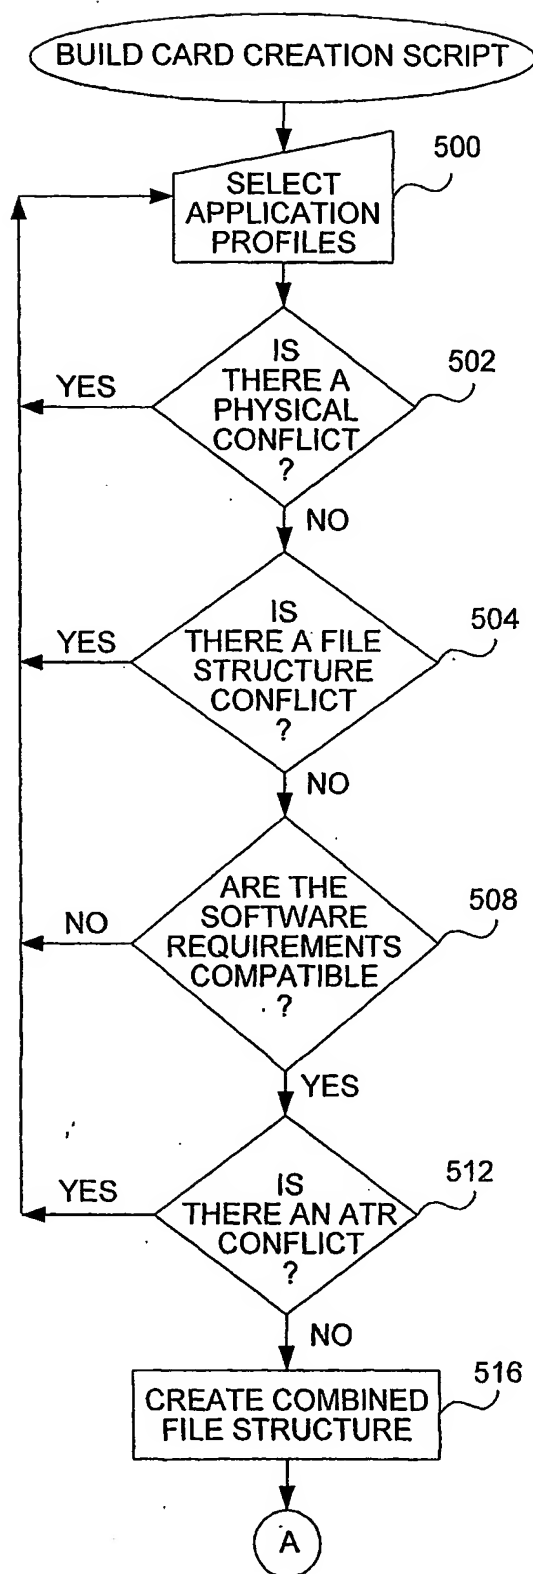 BUILD CARD CREATION SCRIPT
500
SELECT
APPLICATION
PROFILES
IS
THERE A
PHYSICAL
CONFLICT
?
502
YES
NO
IS
THERE A FILE
STRUCTURE
CONFLICT
?
504
YES
NO
ARE THE
SOFTWARE
REQUIREMENTS
COMPATIBLE
?
508
NO
YES
IS
THERE AN ATR
CONFLICT
?
512
YES
NO
516
CREATE COMBINED
FILE STRUCTURE
A